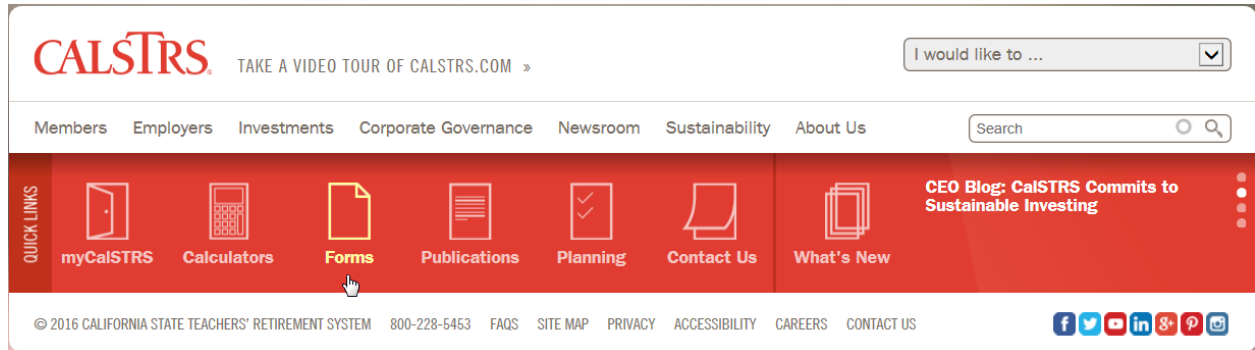 CALSTRS. TAKE A VIDEO TOUR OF CALSTRS.COM »
I would like to ...
Members Employers Investments Corporate Governance Newsroom Sustainability About Us
Search
QUICK LINKS
myCalSTRS Calculators Forms Publications Planning Contact Us What's New
CEO Blog: CalSTRS Commits to
Sustainable Investing
© 2016 CALIFORNIA STATE TEACHERS' RETIREMENT SYSTEM 800-228-5453 FAQS SITE MAP PRIVACY ACCESSIBILITY CAREERS CONTACT US
f in 8+